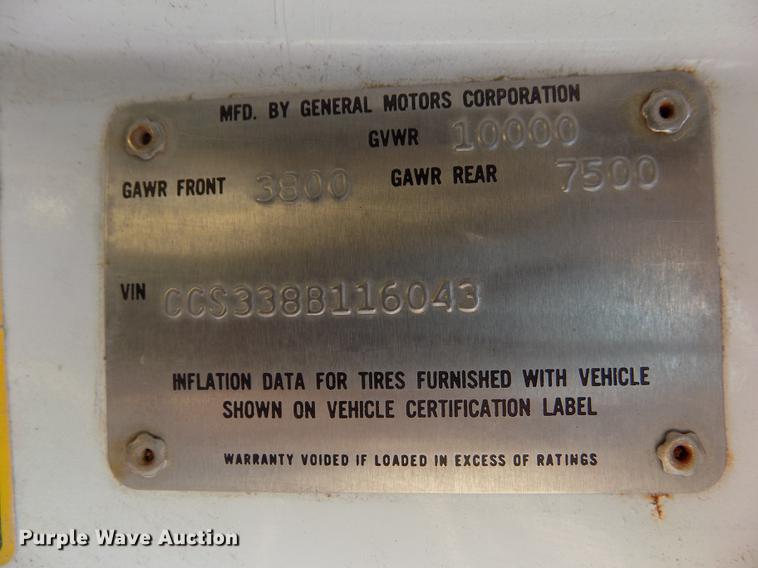 MFD. BY GENERAL MOTORS CORPORATION
GVWR 10000
GAWR FRONT 3800 GAWR REAR 7500
VIN CCS338B116043
INFLATION DATA FOR TIRES FURNISHED WITH VEHICLE
SHOWN ON VEHICLE CERTIFICATION LABEL
WARRANTY VOIDED IF LOADED IN EXCESS OF RATINGS
Purple Wave Auction